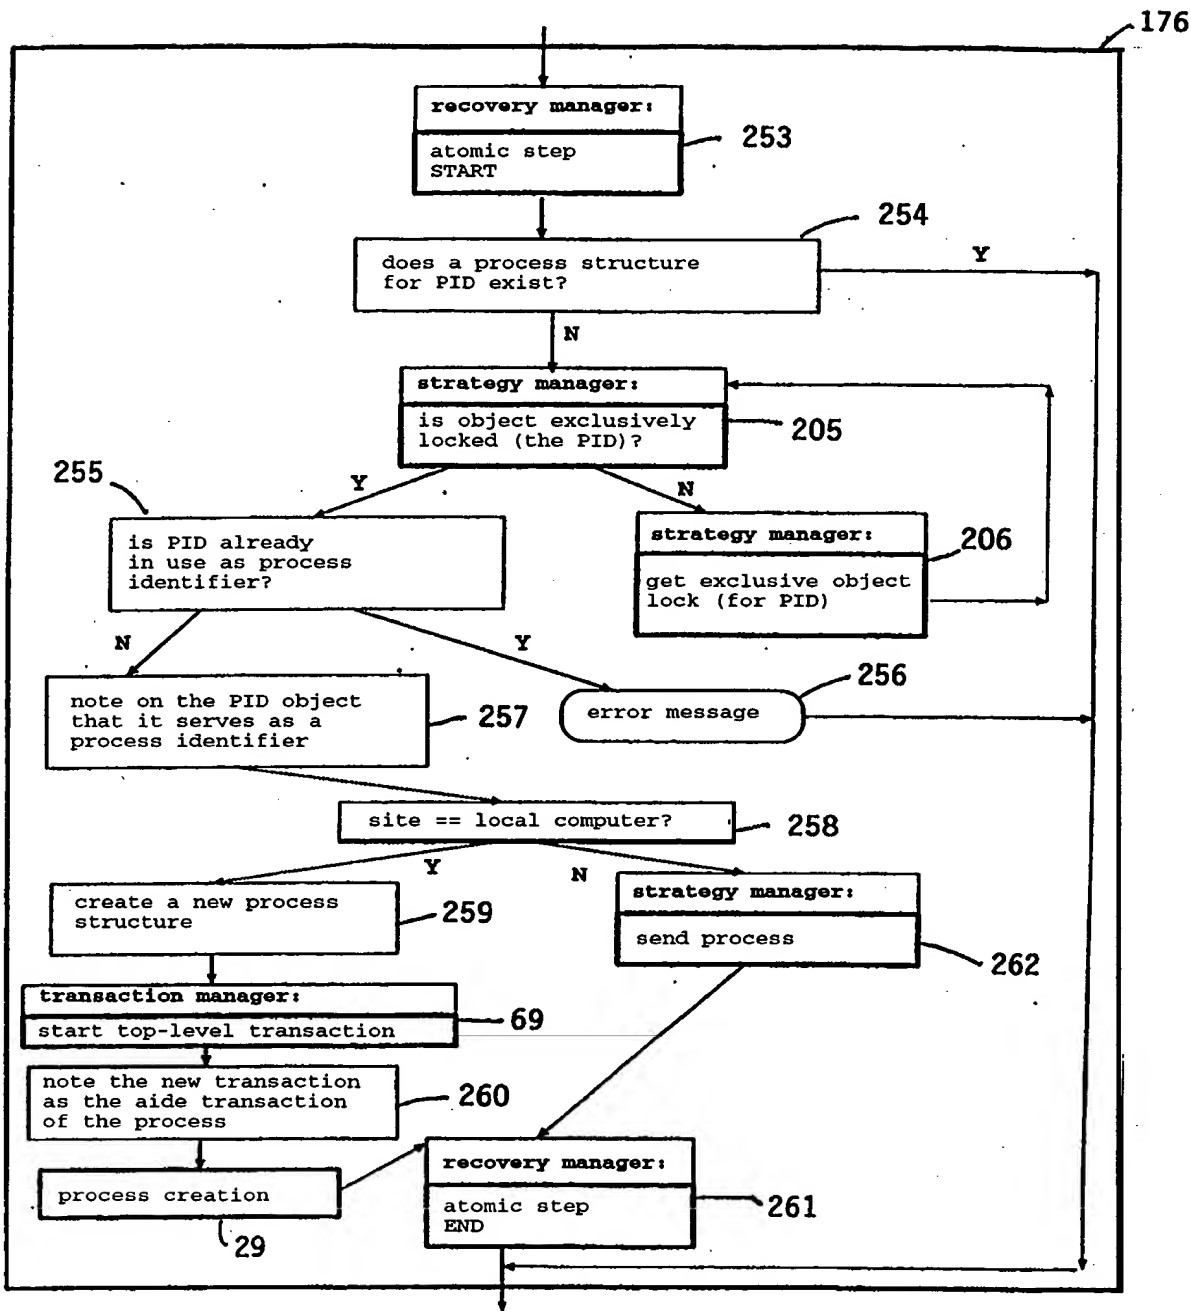 176
recovery manager:
atomic step
START
253
254
does a process structure
for PID exist?
Y
N
strategy manager:
is object exclusively
locked (the PID)?
205
255
Y
N
is PID already
in use as process
identifier?
strategy manager:
get exclusive object
lock (for PID)
206
N
Y
note on the PID object
that it serves as a
process identifier
257
error message
256
site == local computer?
258
Y
N
create a new process
structure
259
strategy manager:
send process
262
transaction manager:
start top-level transaction
69
note the new transaction
as the aide transaction
of the process
260
process creation
29
recovery manager:
atomic step
END
261